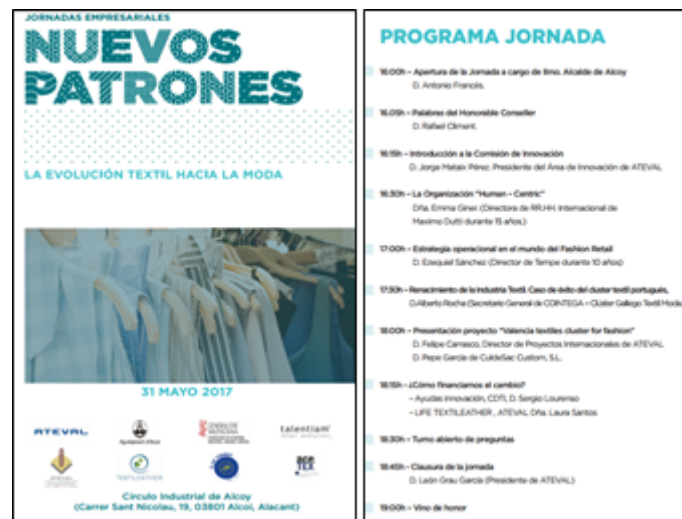 JORNADAS EMPRESARIALES
NUEVOS
PATRONES
LA EVOLUCIÓN TEXTIL HACIA LA MODA
31 MAYO 2017
ATEVAL
Ajuntament d'Alcoi
GENERALITAT
VALENCIANA
talentiam
TEXTILEATHER
aceTEX
Círculo Industrial de Alcoy
(Carrer Sant Nicolau, 19, 03801 Alcoi, Alacant)
PROGRAMA JORNADA
16:00h – Apertura de la Jornada a cargo de Ilmo. Alcalde de Alcoy
D. Antonio Francés.
16.05h – Palabras del Honorable Conseller
D. Rafael Climent.
16:15h – Introducción a la Comisión de Innovación
D. Jorge Mataix Pérez. Presidente del Área de Innovación de ATEVAL
16:30h – La Organización "Human – Centric"
Dña. Emma Giner. (Directora de RR.HH. Internacional de
Maximo Dutti durante 15 años.)
17:00h – Estrategia operacional en el mundo del Fashion Retail
D. Ezequiel Sánchez (Director de Tempe durante 10 años)
17:30h – Renacimiento de la Industria Textil. Caso de éxito del cluster textil portugués,
D.Alberto Rocha (Secretario General de COINTEGA – Clúster Gallego Textil Moda)
18:00h – Presentación proyecto "Valencia textiles cluster for fashion"
D. Felipe Carrasco, Director de Proyectos Internacionales de ATEVAL
D. Pepe García de CuldeSac Custom, S.L.
18:15h – ¿Cómo financiamos el cambio?
– Ayudas innovación, CDTI, D. Sergio Lourenso
– LIFE TEXTILEATHER , ATEVAL Dña. Laura Santos
18:30h – Turno abierto de preguntas
18:45h – Clausura de la jornada
D. León Grau García (Presidente de ATEVAL)
19:00h – Vino de honor